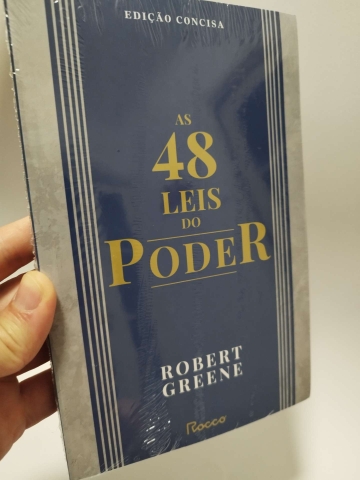 EDIÇÃO CONCISA
AS
48
LEIS
DO
PODER
ROBERT
GREENE
Rocco